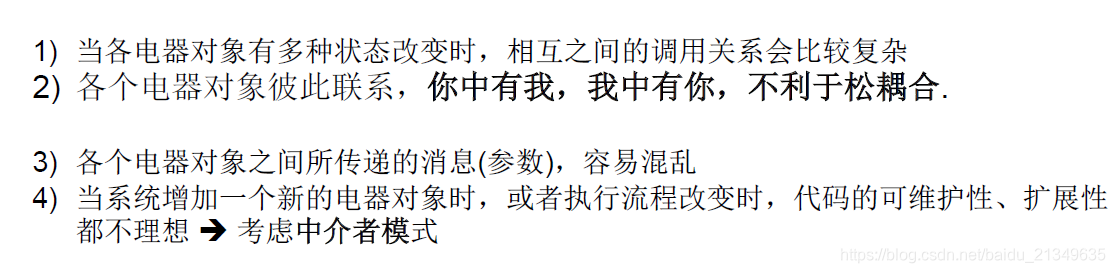 1) 当各电器对象有多种状态改变时，相互之间的调用关系会比较复杂
2) 各个电器对象彼此联系，你中有我，我中有你，不利于松耦合.
3) 各个电器对象之间所传递的消息(参数)，容易混乱
4) 当系统增加一个新的电器对象时，或者执行流程改变时，代码的可维护性、扩展性
都不理想 ➔ 考虑中介者模式
https://blog.csdn.net/baidu_21349635